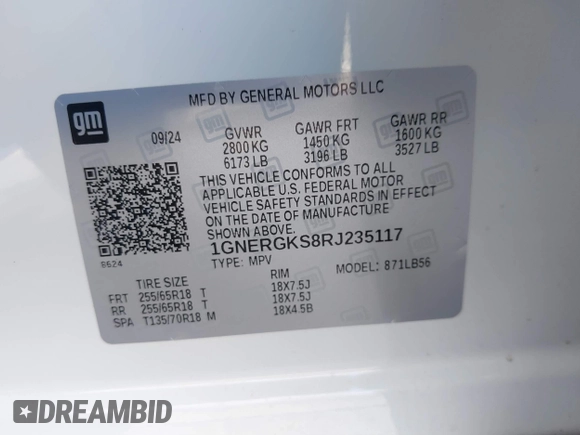 MFD BY GENERAL MOTORS LLC
gm
09/24 GVWR GAWR FRT GAWR RR
2800 KG 1450 KG 1600 KG
6173 LB 3196 LB 3527 LB
THIS VEHICLE CONFORMS TO ALL
APPLICABLE U.S. FEDERAL MOTOR
VEHICLE SAFETY STANDARDS IN EFFECT
ON THE DATE OF MANUFACTURE
SHOWN ABOVE.
1GNERGKS8RJ235117
8624
TYPE: MPV MODEL: 871LB56
TIRE SIZE RIM
FRT 255/65R18 T 18X7.5J
RR 255/65R18 T 18X7.5J
SPA T135/70R18 M 18X4.5B
DREAMBID